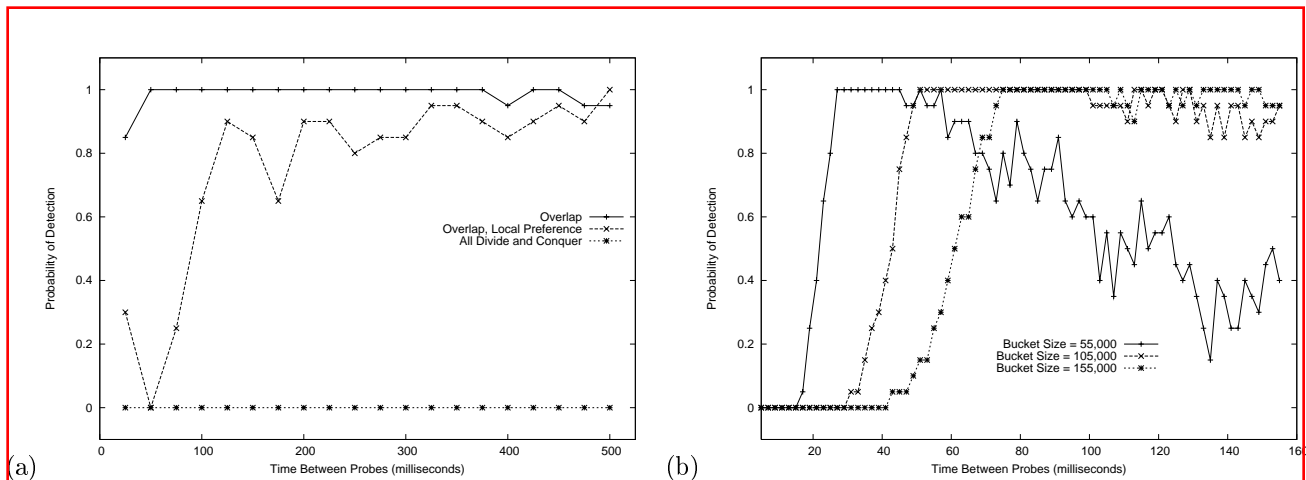 1
0.8
0.6
0.4
0.2
0
Probability of Detection
Overlap
Overlap, Local Preference
All Divide and Conquer
0
100
200
300
400
500
Time Between Probes (milliseconds)
(a)
1
0.8
0.6
0.4
0.2
0
Probability of Detection
Bucket Size = 55,000
Bucket Size = 105,000
Bucket Size = 155,000
20
40
60
80
100
120
140
160
Time Between Probes (milliseconds)
(b)